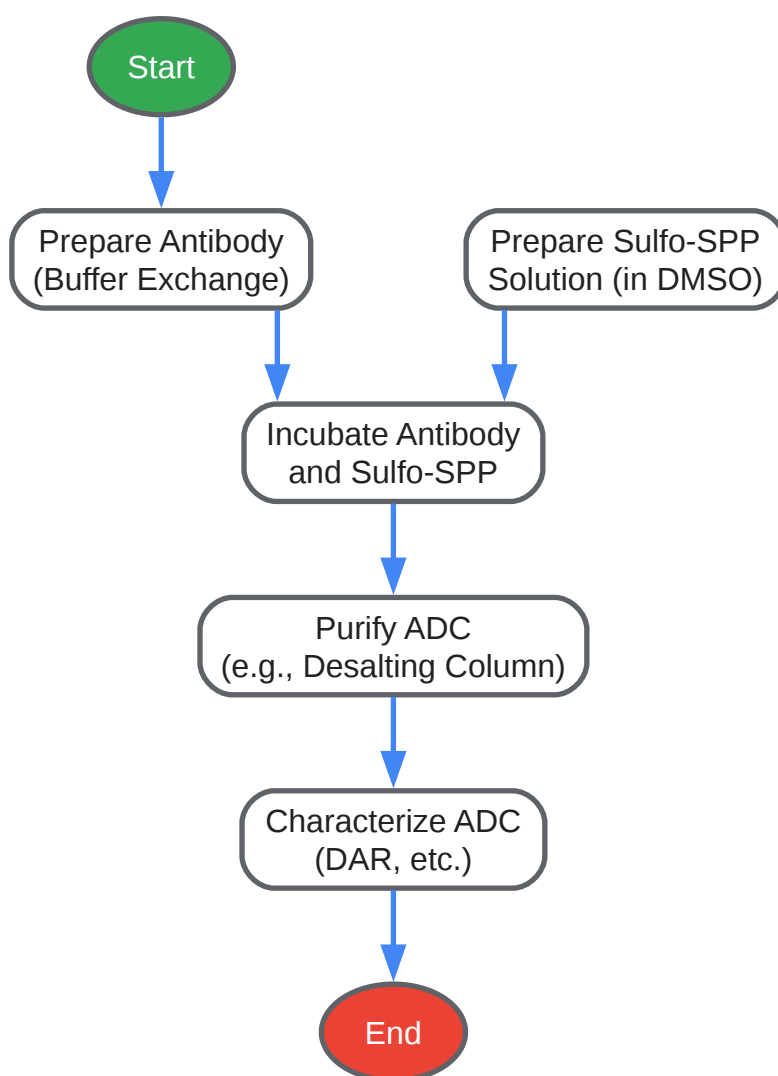 Start
Prepare Antibody
(Buffer Exchange)
Prepare Sulfo-SPP
Solution (in DMSO)
Incubate Antibody
and Sulfo-SPP
Purify ADC
(e.g., Desalting Column)
Characterize ADC
(DAR, etc.)
End